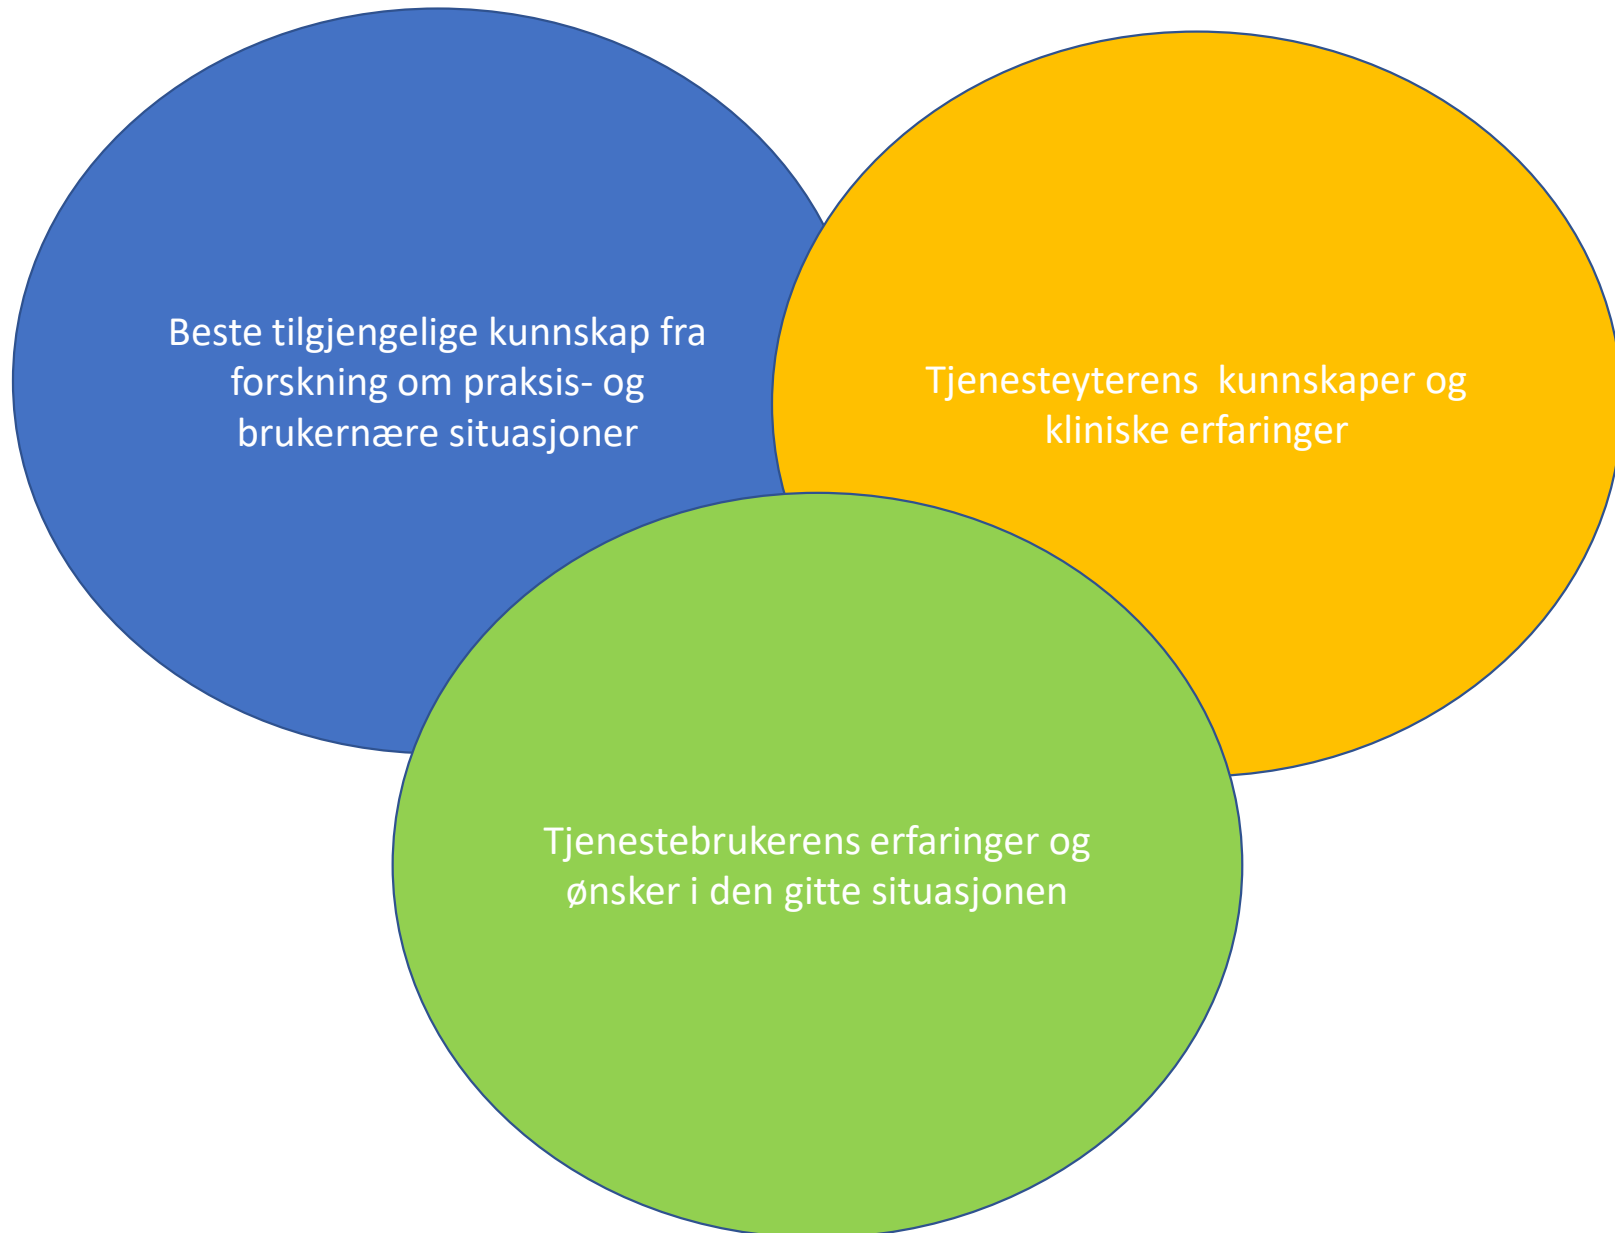 Beste tilgjengelige kunnskap fra
forskning om praksis- og
brukernære situasjoner
Tjenesteyterens  kunnskaper og
kliniske erfaringer
Tjenestebrukerens erfaringer og
ønsker i den gitte situasjonen